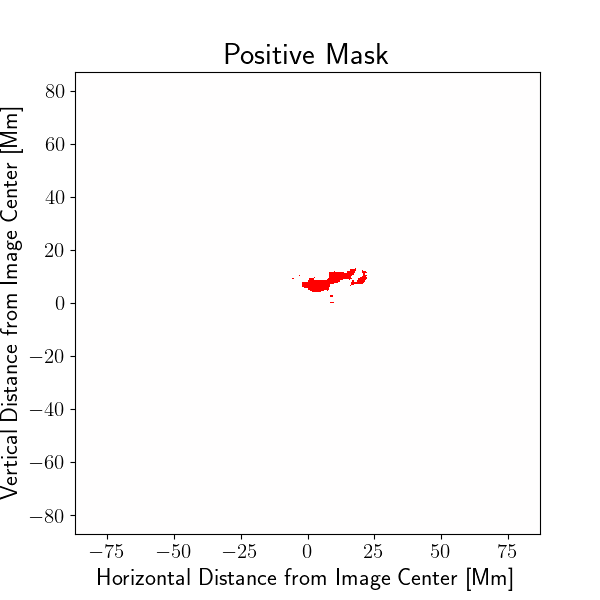 Positive Mask
Vertical Distance from Image Center [Mm]
80
60
40
20
0
−20
−40
−60
−80
−75 −50 −25 0 25 50 75
Horizontal Distance from Image Center [Mm]